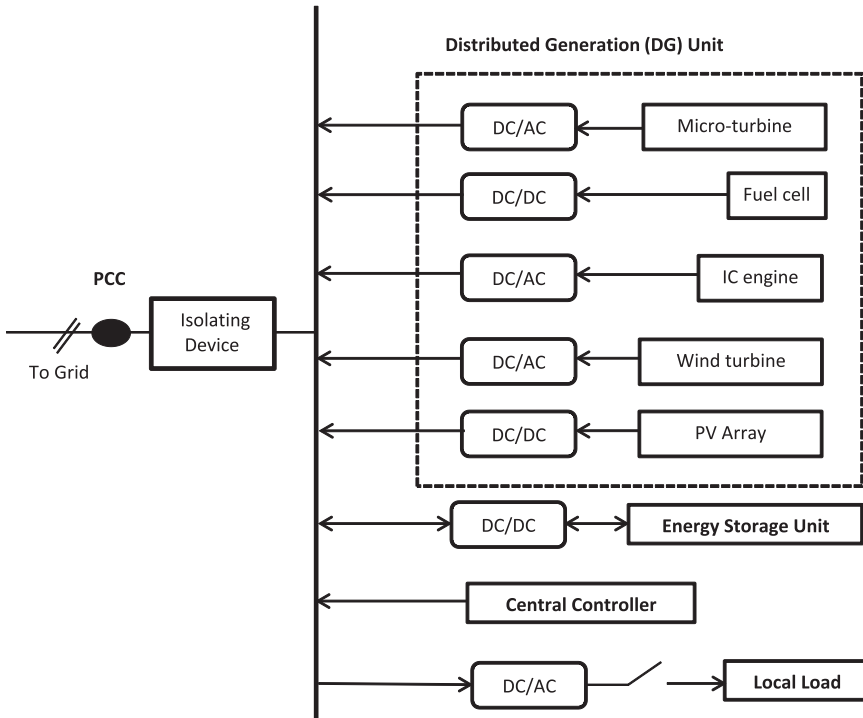 Distributed Generation (DG) Unit
DC/AC
Micro-turbine
DC/DC
Fuel cell
DC/AC
IC engine
PCC
Isolating
Device
To Grid
DC/AC
Wind turbine
DC/DC
PV Array
DC/DC
Energy Storage Unit
Central Controller
DC/AC
Local Load